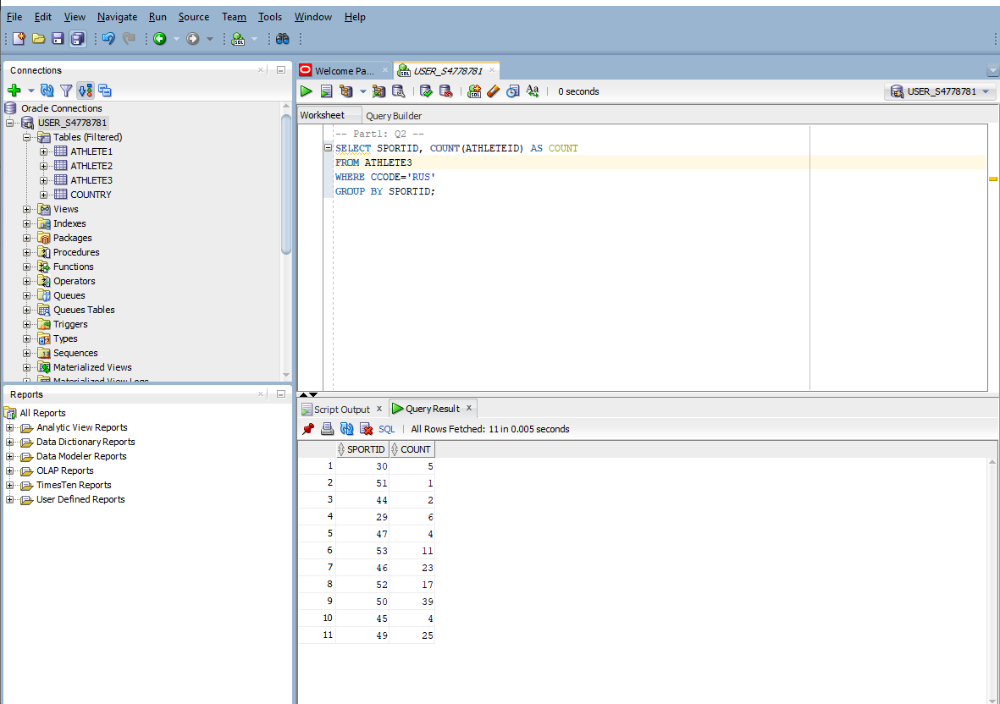 File Edit View Navigate Run Source Team Tools Window Help
Connections
Oracle Connections
USER_S4778781
Tables (Filtered)
ATHLETE1
ATHLETE2
ATHLETE3
COUNTRY
Views
Indexes
Packages
Procedures
Functions
Operators
Queues
Queues Tables
Triggers
Types
Sequences
Materialized Views
Materialized View Logs
Reports
All Reports
Analytic View Reports
Data Dictionary Reports
Data Modeler Reports
OLAP Reports
TimesTen Reports
User Defined Reports
Welcome Pa... USER_S4778781
0 seconds USER_S4778781
Worksheet Query Builder
-- Part1: Q2 --
SELECT SPORTID, COUNT(ATHLETEID) AS COUNT
FROM ATHLETE3
WHERE CCODE='RUS'
GROUP BY SPORTID;
Script Output x Query Result x
SQL | All Rows Fetched: 11 in 0.005 seconds
SPORTID COUNT
1 30 5
2 51 1
3 44 2
4 29 6
5 47 4
6 53 11
7 46 23
8 52 17
9 50 39
10 45 4
11 49 25